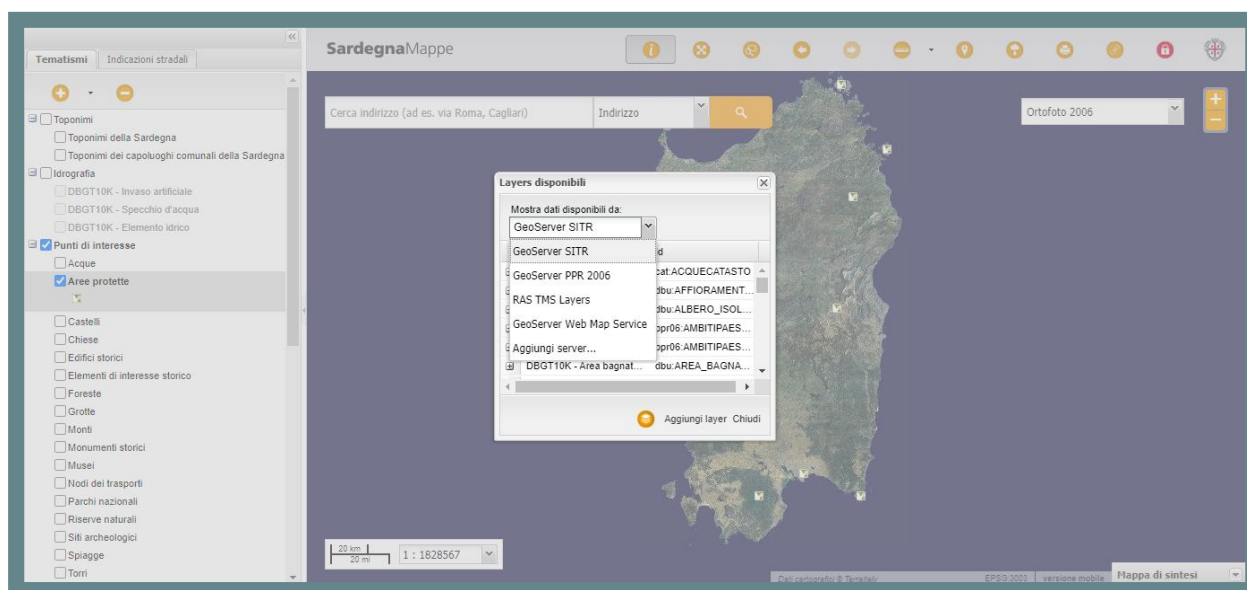 Tematismi
Indicazioni stradali
SardegnaMappe
Cerca indirizzo (ad es. via Roma, Cagliari)
Indirizzo
Ortofoto 2006
Toponimi
Toponimi della Sardegna
Toponimi dei capoluoghi comunali della Sardegna
Idrografia
DBGT10K - Invaso artificiale
DBGT10K - Specchio d'acqua
DBGT10K - Elemento idrico
Punti di interesse
Acque
Aree protette
Castelli
Chiese
Edifici storici
Elementi di interesse storico
Foreste
Grotte
Monti
Monumenti storici
Musei
Nodi dei trasporti
Parchi nazionali
Riserve naturali
Siti archeologici
Spiagge
Torri
Layers disponibili
Mostra dati disponibili da:
GeoServer SITR
GeoServer SITR
GeoServer PPR 2006
RAS TMS Layers
GeoServer Web Map Service
Aggiungi server...
d
cat:ACQUECATASTO
dbu:AFFIORAMENT...
dbu:ALBERO_ISOL...
ppr06:AMBITIPAES...
ppr06:AMBITIPAES...
DBGT10K - Area bagnat... dbu:AREA_BAGNA...
Aggiungi layer Chiudi
20 km
20 mi
1 : 1828567
Dati cartografici © TerraItaly
EPSG:3003
versione mobile
Mappa di sintesi